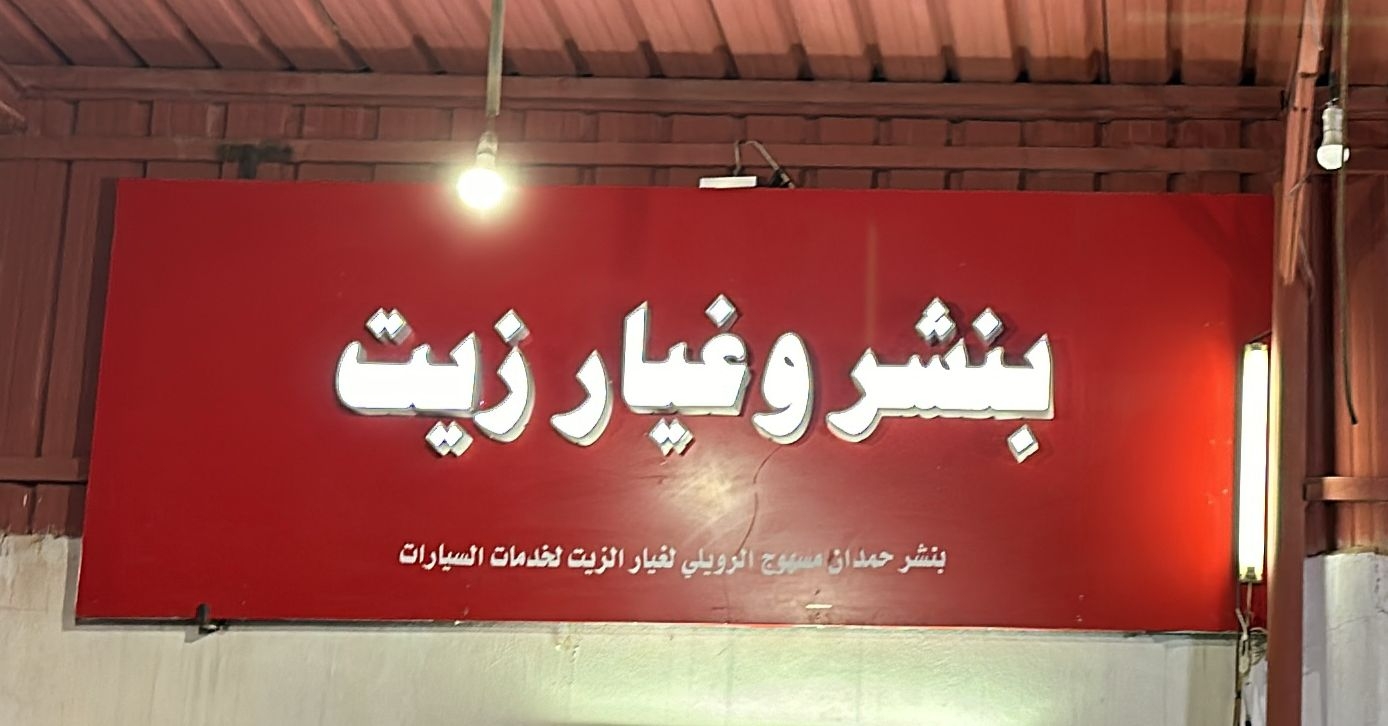 بنشر وغيار زيت
بنشر حمدان مسهوج الرويلي لغيار الزيت لخدمات السيارات